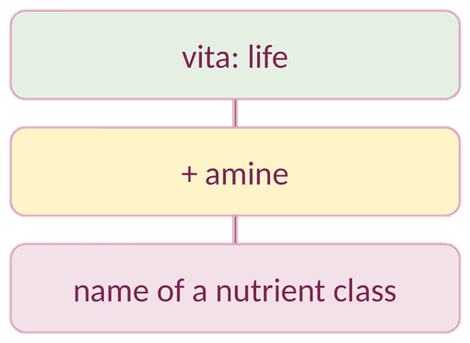 vita: life
+ amine
name of a nutrient class